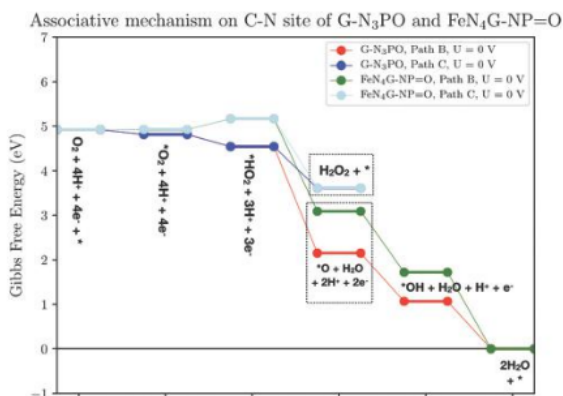 Associative mechanism on C-N site of G-N₃PO and FeN₄G-NP=O
G-N₃PO, Path B, U = 0 V
G-N₃PO, Path C, U = 0 V
FeN₄G-NP=O, Path B, U = 0 V
FeN₄G-NP=O, Path C, U = 0 V
Gibbs Free Energy (eV)
7
6
5
4
3
2
1
0
−1
O₂ + 4H⁺ + 4e⁻ + *
*O₂ + 4H⁺ + 4e⁻
*HO₂ + 3H⁺ + 3e⁻
H₂O₂ + *
*O + H₂O
+ 2H⁺ + 2e⁻
*OH + H₂O + H⁺ + e⁻
2H₂O
+ *